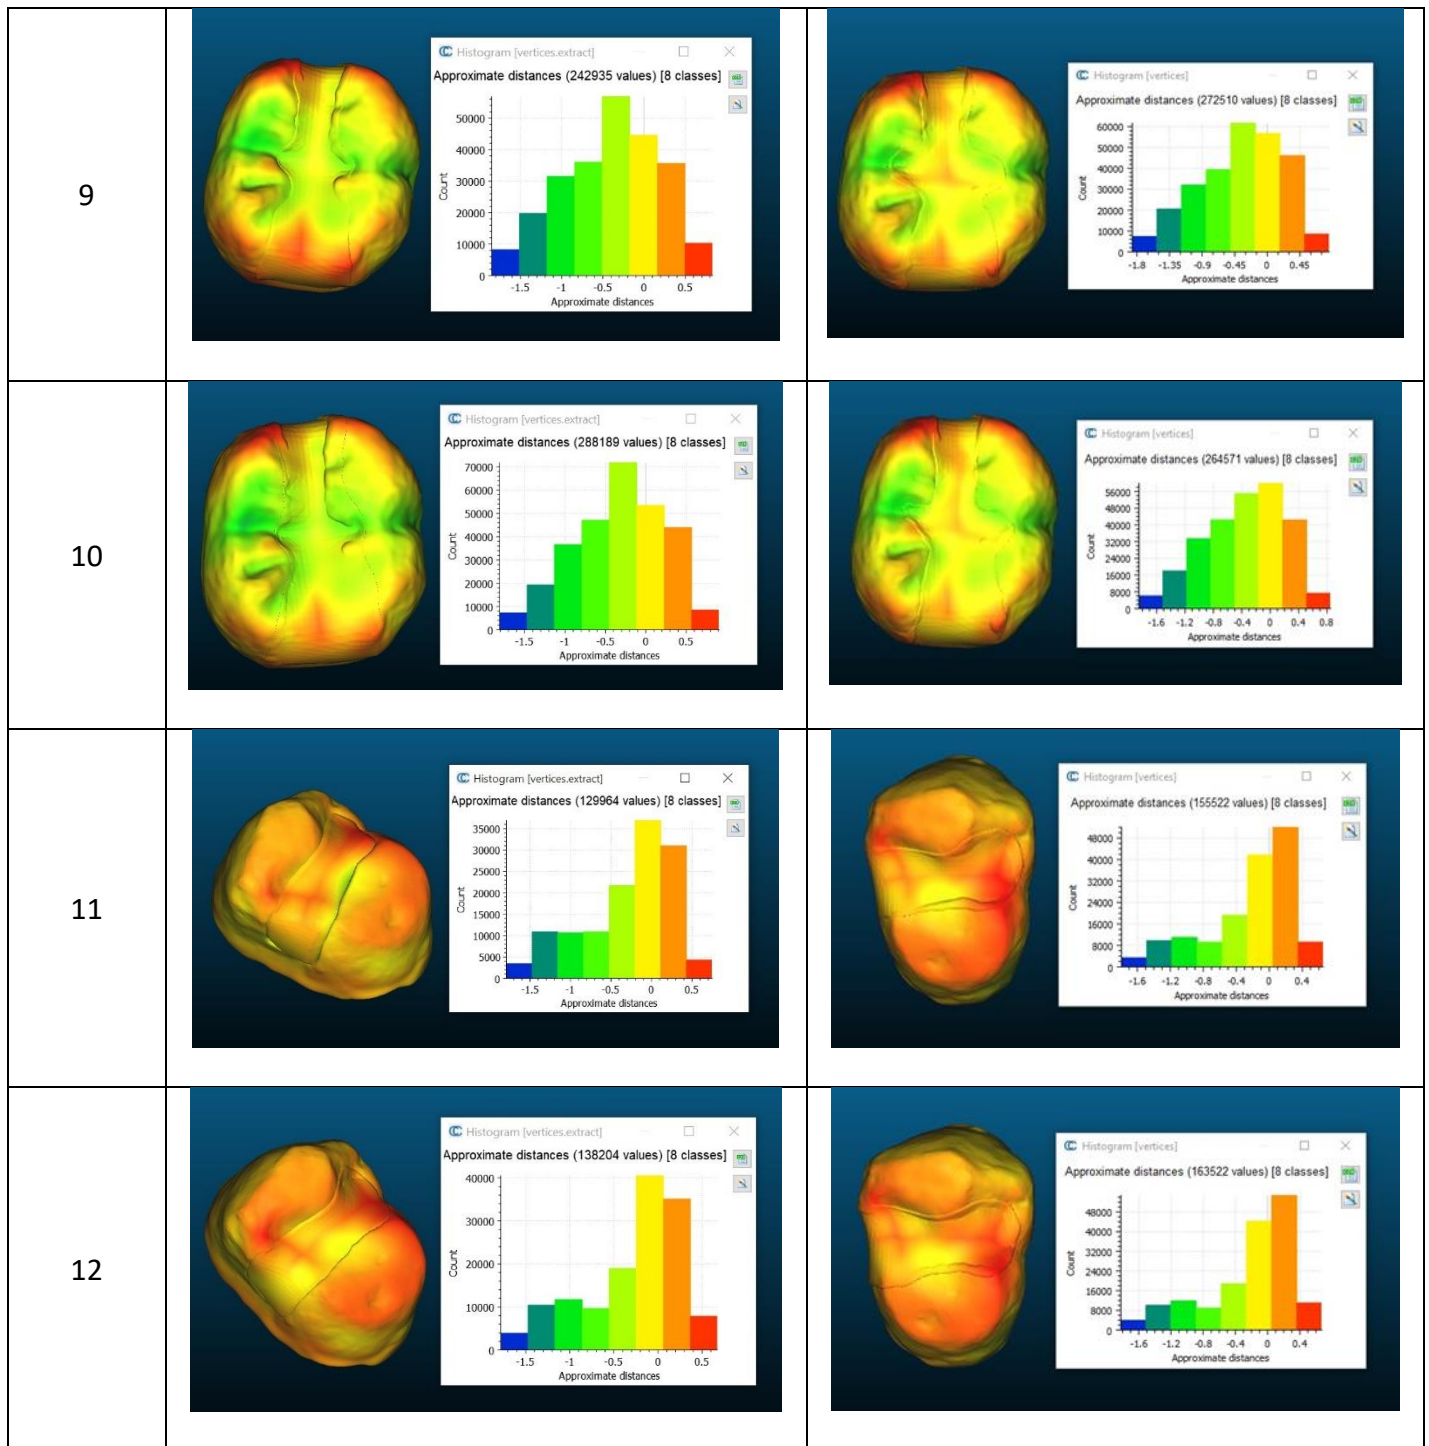 9
Histogram [vertices.extract]
Approximate distances (242935 values) [8 classes]
Count
50000
40000
30000
20000
10000
0
-1.5 -1 -0.5 0 0.5
Approximate distances
Histogram [vertices]
Approximate distances (272510 values) [8 classes]
Count
60000
50000
40000
30000
20000
10000
0
-1.8 -1.35 -0.9 -0.45 0 0.45
Approximate distances
10
Histogram [vertices.extract]
Approximate distances (288189 values) [8 classes]
Count
70000
60000
50000
40000
30000
20000
10000
0
-1.5 -1 -0.5 0 0.5
Approximate distances
Histogram [vertices]
Approximate distances (264571 values) [8 classes]
Count
56000
48000
40000
32000
24000
16000
8000
0
-1.6 -1.2 -0.8 -0.4 0 0.4 0.8
Approximate distances
11
Histogram [vertices.extract]
Approximate distances (129964 values) [8 classes]
Count
35000
30000
25000
20000
15000
10000
5000
0
-1.5 -1 -0.5 0 0.5
Approximate distances
Histogram [vertices]
Approximate distances (155522 values) [8 classes]
Count
48000
40000
32000
24000
16000
8000
0
-1.6 -1.2 -0.8 -0.4 0 0.4
Approximate distances
12
Histogram [vertices.extract]
Approximate distances (138204 values) [8 classes]
Count
40000
30000
20000
10000
0
-1.5 -1 -0.5 0 0.5
Approximate distances
Histogram [vertices]
Approximate distances (163522 values) [8 classes]
Count
48000
40000
32000
24000
16000
8000
0
-1.6 -1.2 -0.8 -0.4 0 0.4
Approximate distances